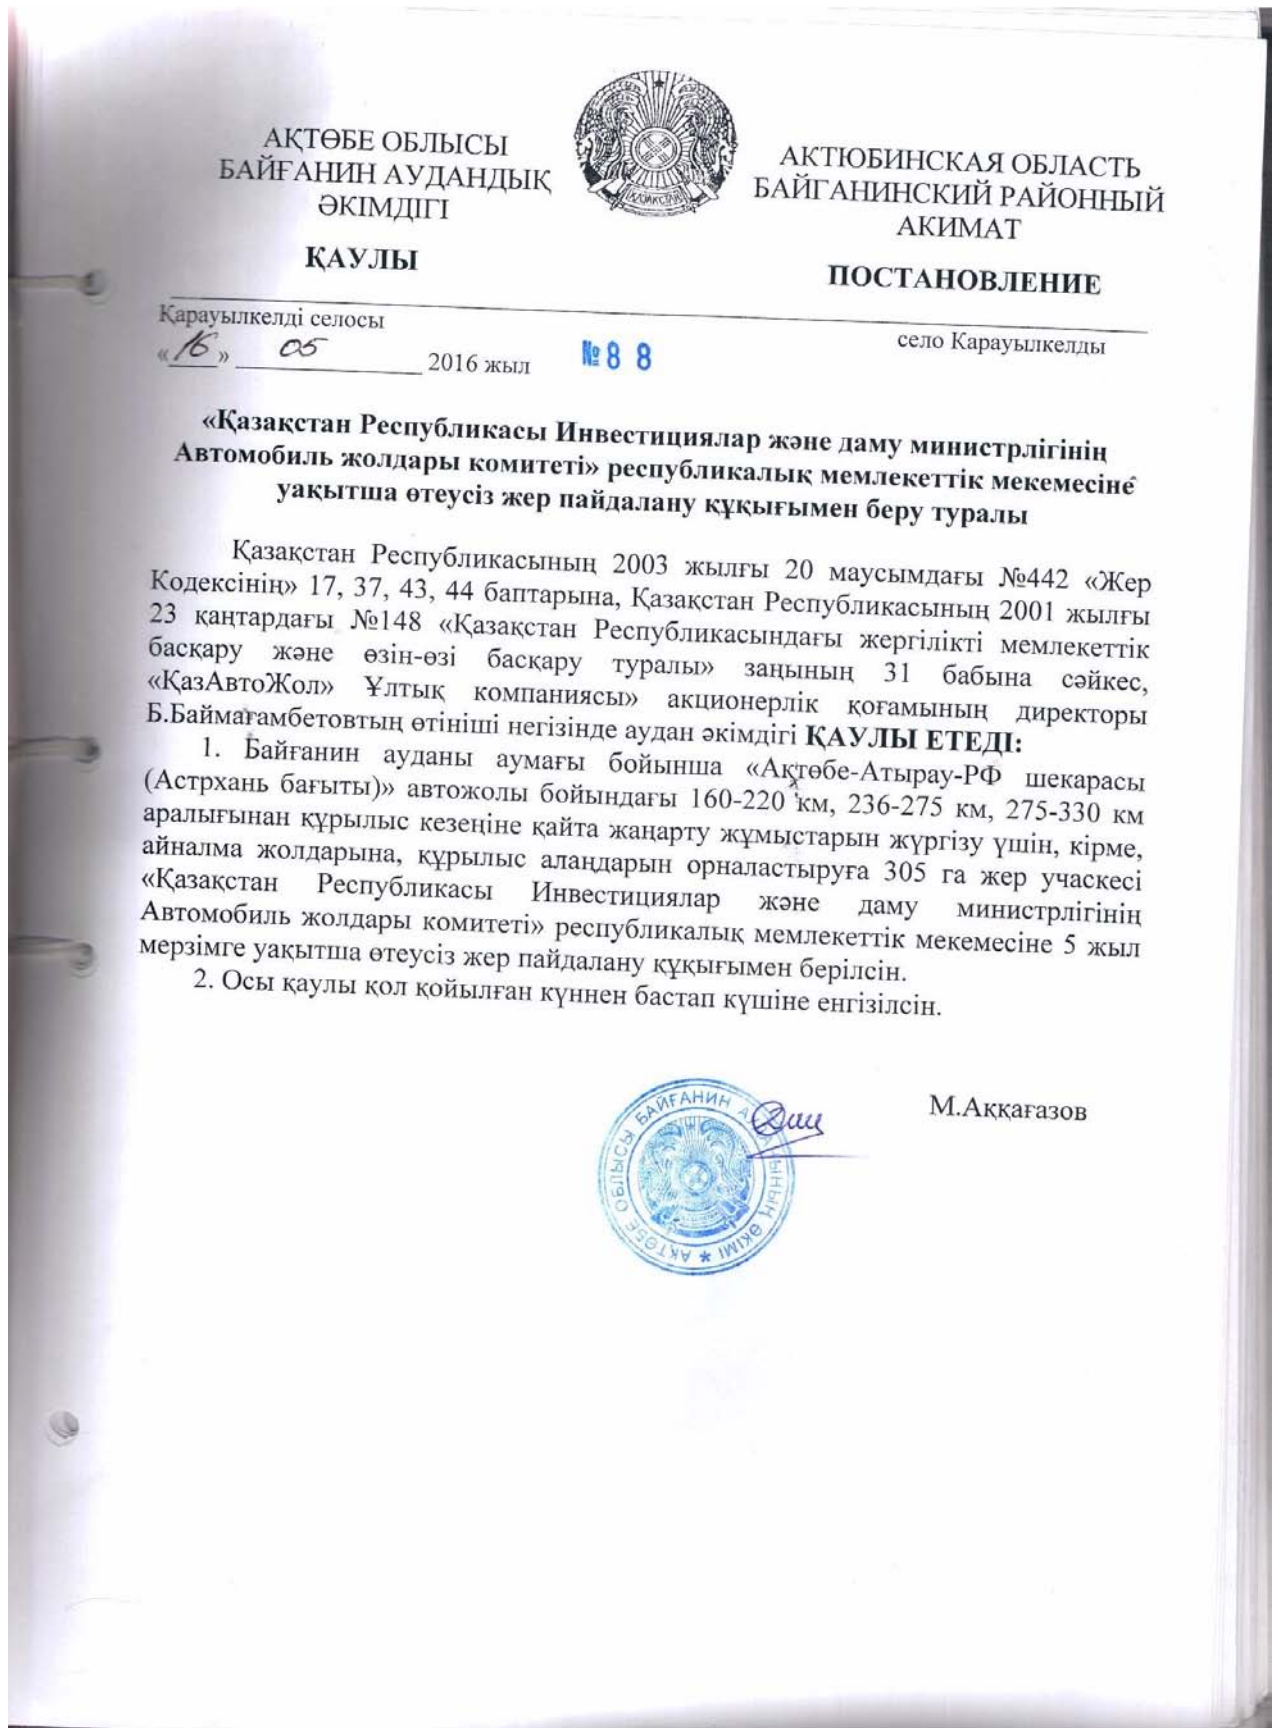 АҚТӨБЕ ОБЛЫСЫ
БАЙҒАНИН АУДАНДЫҚ
ӘКІМДІГІ
ҚАУЛЫ
ҚАЗАҚСТАН
АКТЮБИНСКАЯ ОБЛАСТЬ
БАЙГАНИНСКИЙ РАЙОННЫЙ
АКИМАТ
ПОСТАНОВЛЕНИЕ
Қарауылкелді селосы
село Карауылкелды
«16» 05 2016 жыл №88
«Қазақстан Республикасы Инвестициялар және даму министрлігінің
Автомобиль жолдары комитеті» республикалық мемлекеттік мекемесіне
уақытша өтеусіз жер пайдалану құқығымен беру туралы
Қазақстан Республикасының 2003 жылғы 20 маусымдағы №442 «Жер
Кодексінің» 17, 37, 43, 44 баптарына, Қазақстан Республикасының 2001 жылғы
23 қаңтардағы №148 «Қазақстан Республикасындағы жергілікті мемлекеттік
басқару және өзін-өзі басқару туралы» заңының 31 бабына сәйкес,
«ҚазАвтоЖол» Ұлтық компаниясы» акционерлік қоғамының директоры
Б.Баймағамбетовтың өтініші негізінде аудан әкімдігі ҚАУЛЫ ЕТЕДІ:
1. Байғанин ауданы аумағы бойынша «Ақтөбе-Атырау-РФ шекарасы
(Астрхань бағыты)» автожолы бойындағы 160-220 км, 236-275 км, 275-330 км
аралығынан құрылыс кезеңіне қайта жаңарту жұмыстарын жүргізу үшін, кірме,
айналма жолдарына, құрылыс алаңдарын орналастыруға 305 га жер учаскесі
«Қазақстан Республикасы Инвестициялар және даму министрлігінің
Автомобиль жолдары комитеті» республикалық мемлекеттік мекемесіне 5 жыл
мерзімге уақытша өтеусіз жер пайдалану құқығымен берілсін.
2. Осы қаулы қол қойылған күннен бастап күшіне енгізілсін.
М.Аққағазов
АҚТӨБЕ ОБЛЫСЫ БАЙҒАНИН АУДАНЫНЫҢ ӘКІМІ